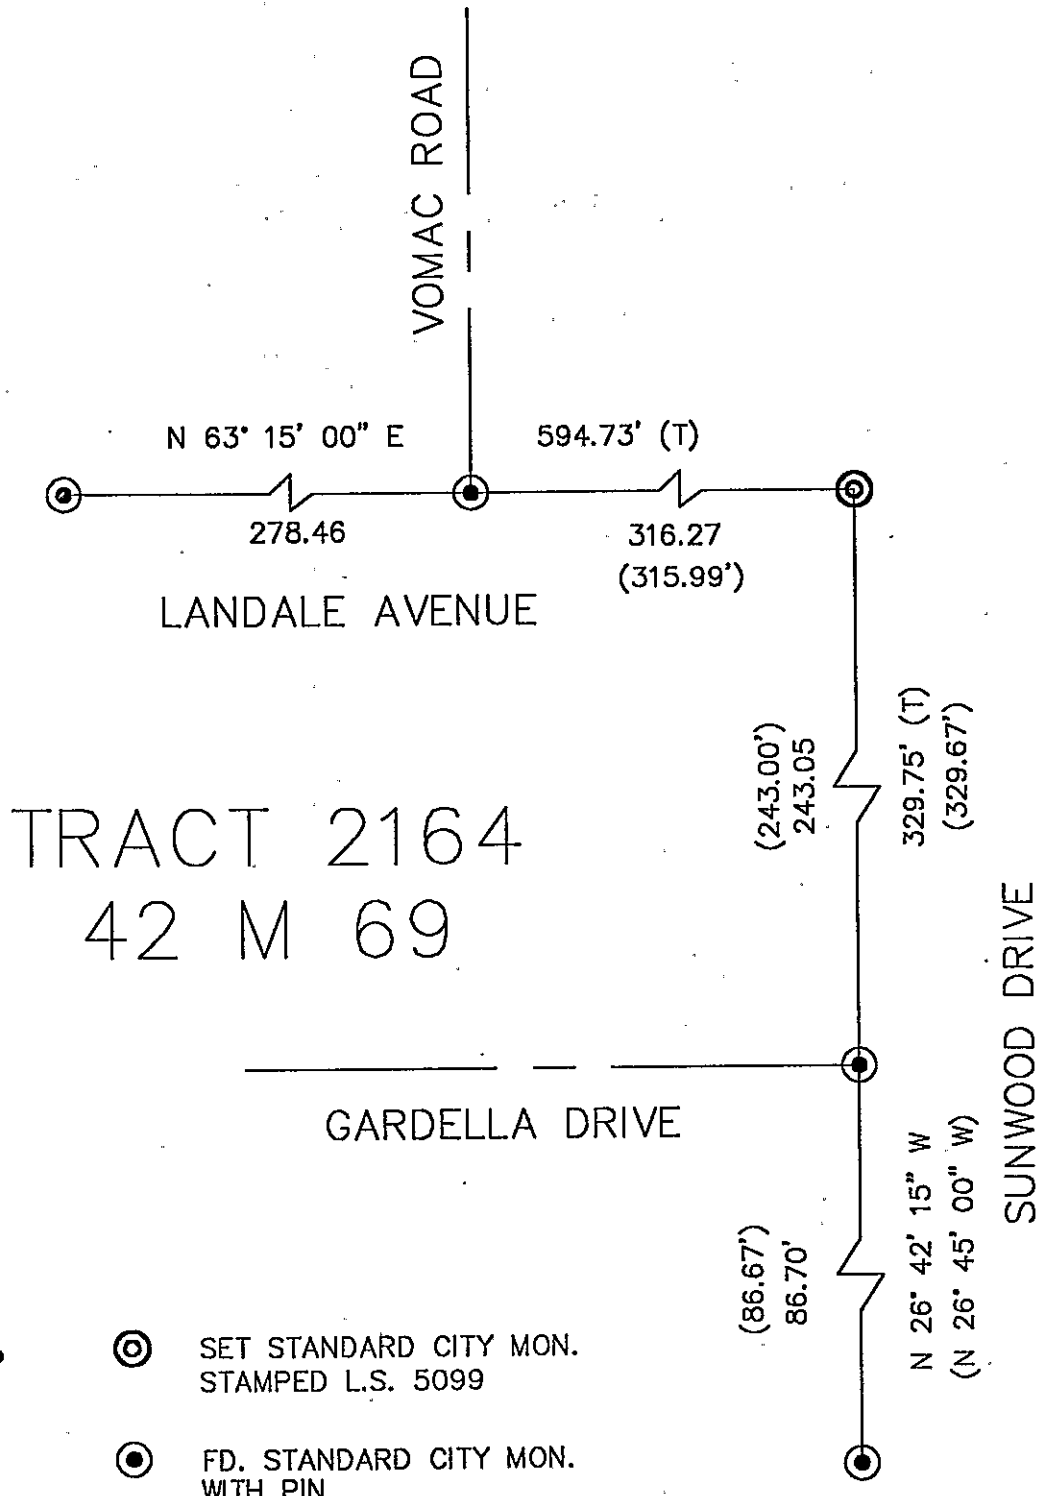 VOMAC ROAD
N 63° 15' 00" E
594.73' (T)
278.46
316.27
(315.99')
LANDALE AVENUE
(243.00')
243.05
329.75' (T)
(329.67')
TRACT 2164
42 M 69
SUNWOOD DRIVE
GARDELLA DRIVE
(86.67')
86.70'
N 26° 42' 15" W
(N 26° 45' 00" W)
SET STANDARD CITY MON.
STAMPED L.S. 5099
FD. STANDARD CITY MON.
WITH PIN